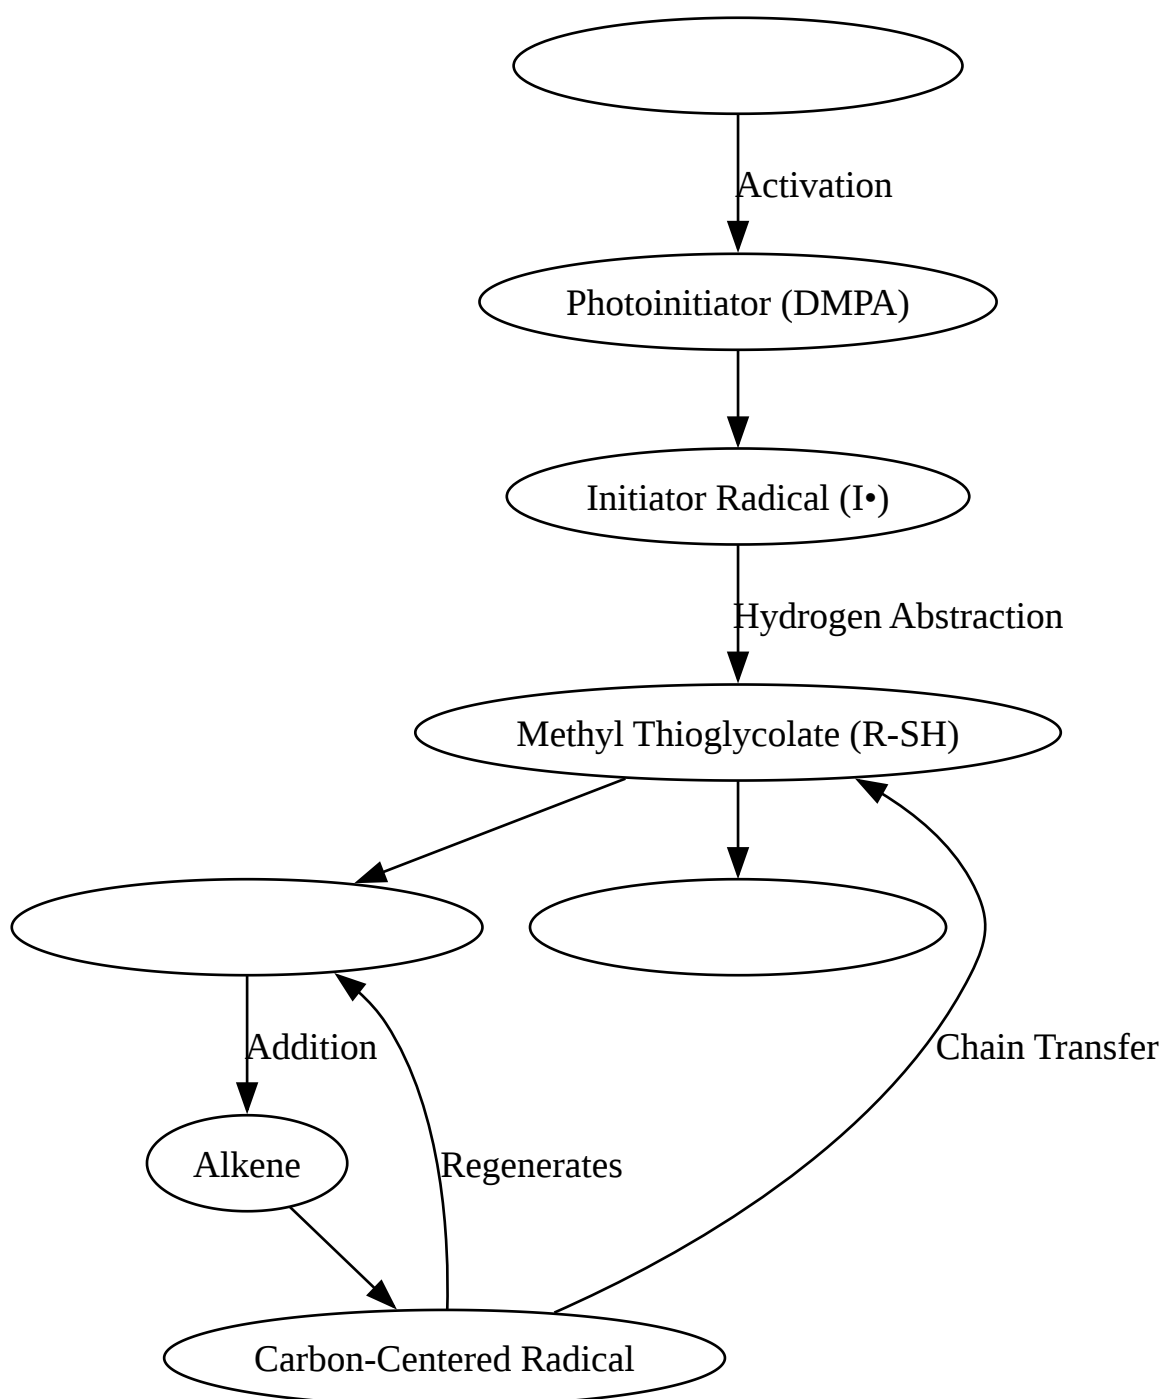 Activation
Photoinitiator (DMPA)
Initiator Radical (I•)
Hydrogen Abstraction
Methyl Thioglycolate (R-SH)
Addition
Chain Transfer
Alkene
Regenerates
Carbon-Centered Radical